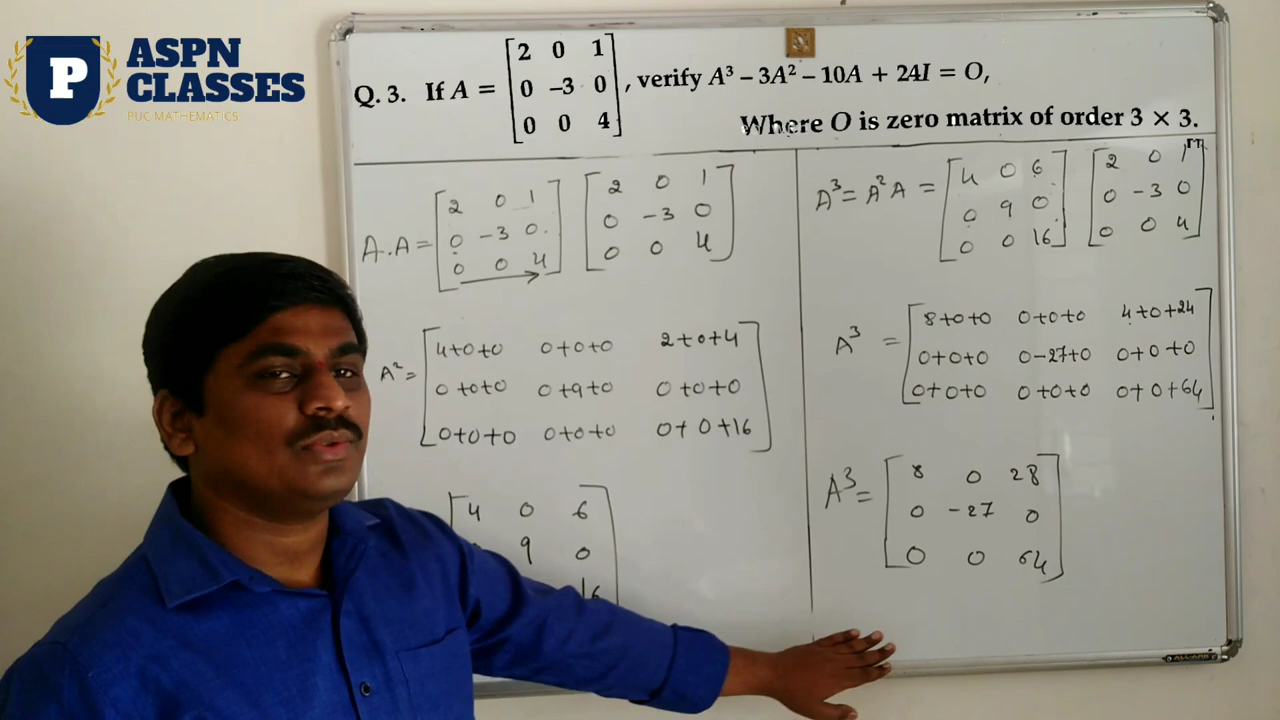 P
ASPN
CLASSES
PUC MATHEMATICS
Q. 3. If A = [2 0 1
0 –3 0
0 0 4], verify A³ – 3A² – 10A + 24I = O,
Where O is zero matrix of order 3 × 3.
A.A = [2 0 1
0 -3 0
0 0 4] [2 0 1
0 -3 0
0 0 4]
A² = [4+0+0 0+0+0 2+0+4
0+0+0 0+9+0 0+0+0
0+0+0 0+0+0 0+0+16]
[4 0 6
9 0
16]
A³ = A²A = [4 0 6
0 9 0
0 0 16] [2 0 1
0 -3 0
0 0 4]
A³ = [8+0+0 0+0+0 4+0+24
0+0+0 0-27+0 0+0+0
0+0+0 0+0+0 0+0+64]
A³ = [8 0 28
0 -27 0
0 0 64]